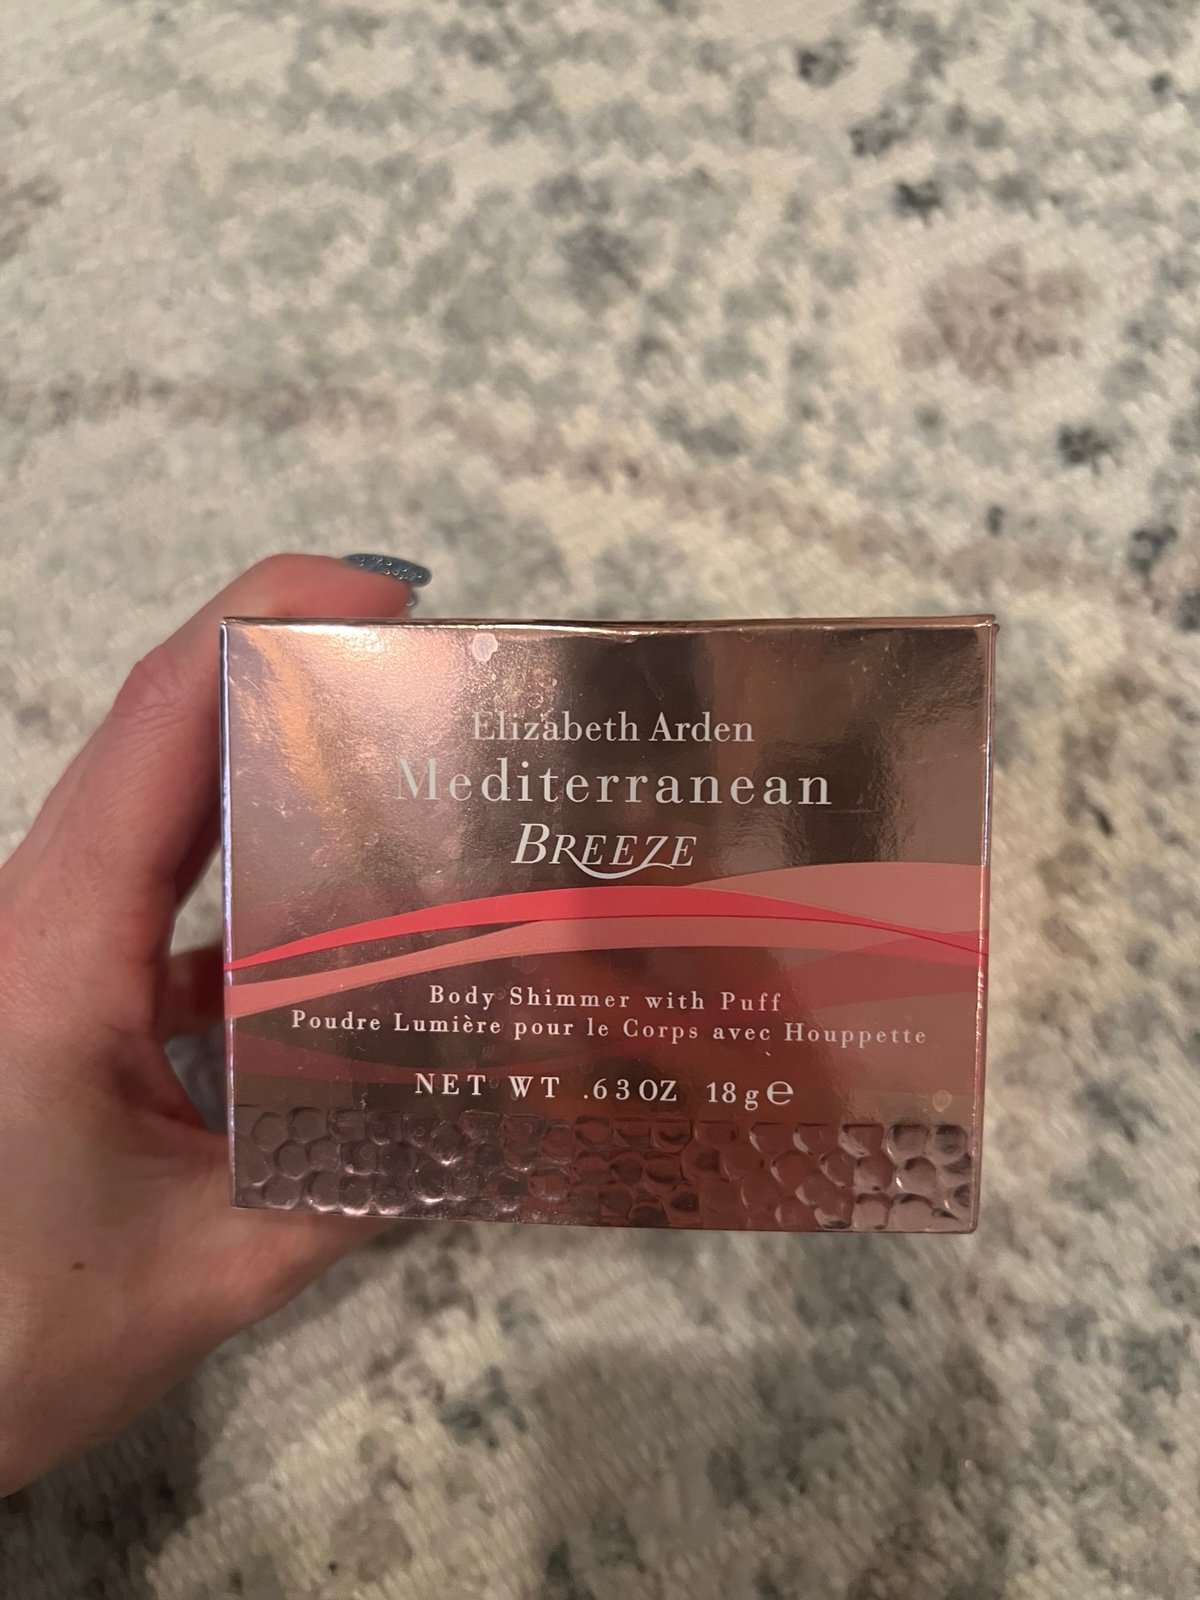 Elizabeth Arden
Mediterranean
BREEZE
Body Shimmer with Puff
Poudre Lumière pour le Corps avec Houppette
NET WT .63 OZ 18 g ℮